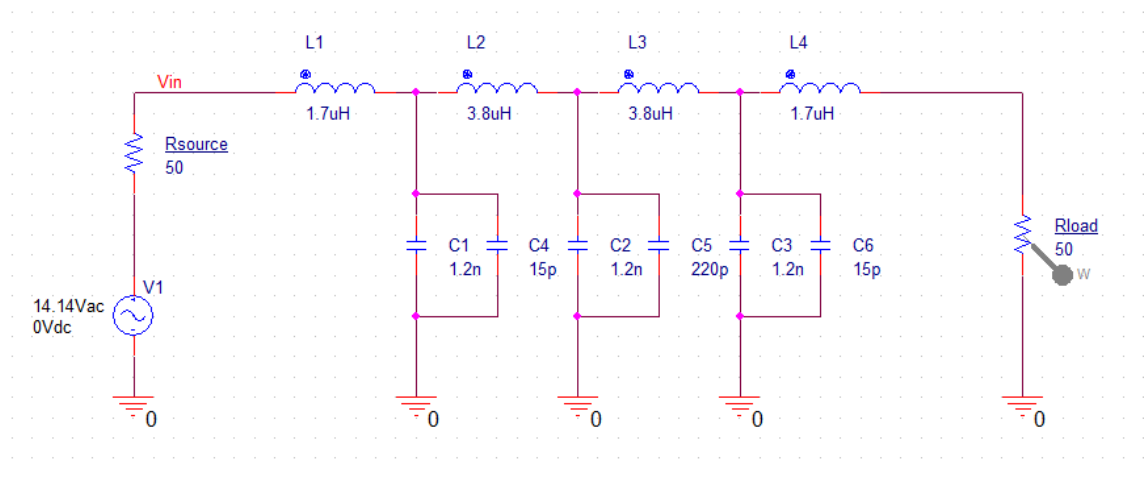 L1
L2
L3
L4
Vin
1.7uH
3.8uH
3.8uH
1.7uH
Rsource
50
Rload
50
C1
1.2n
C4
15p
C2
1.2n
C5
220p
C3
1.2n
C6
15p
W
V1
14.14Vac
0Vdc
0
0
0
0
0